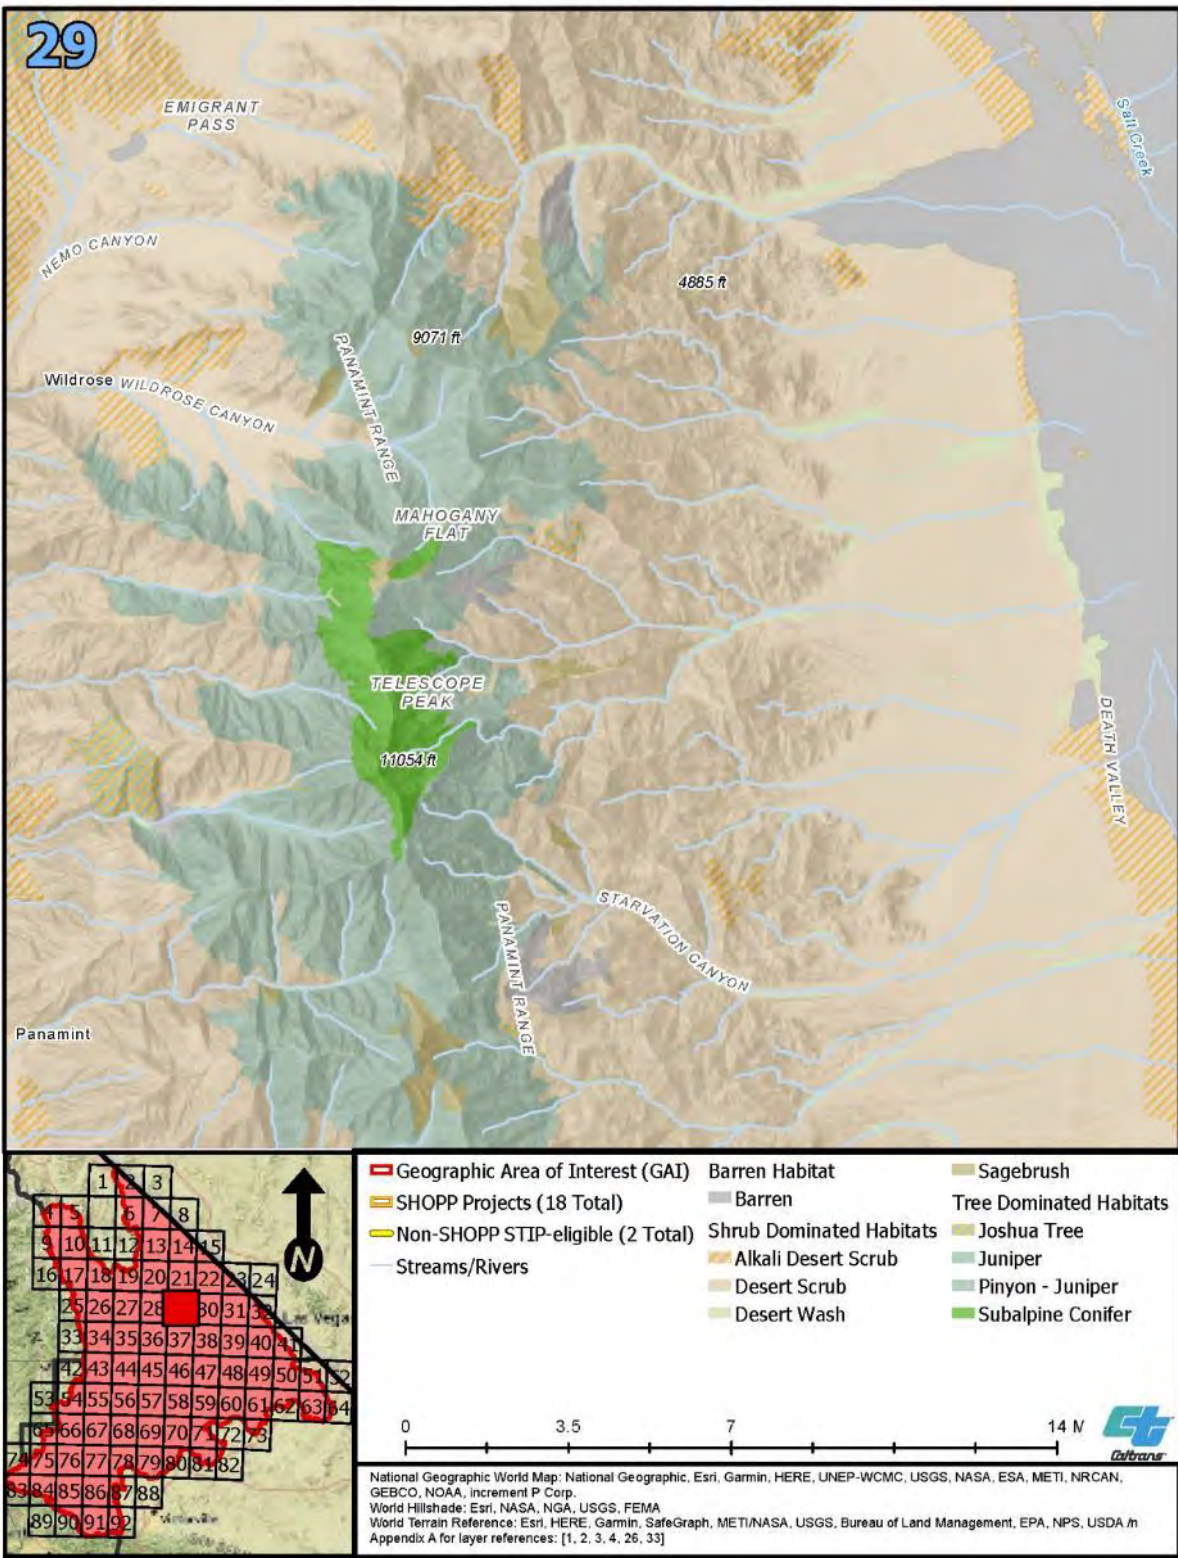 29
EMIGRANT
PASS
Salt Creek
NEMO CANYON
4885 ft
9071 ft
PANAMINT RANGE
Wildrose
WILDROSE CANYON
MAHOGANY
FLAT
TELESCOPE
PEAK
11054 ft
DEATH VALLEY
STARVATION CANYON
PANAMINT RANGE
Panamint
1 2 3
4 5 6 7 8
9 10 11 12 13 14 15
16 17 18 19 20 21 22 23 24
25 26 27 28 30 31 32
Las Vega
33 34 35 36 37 38 39 40 41
42 43 44 45 46 47 48 49 50 51 52
53 54 55 56 57 58 59 60 61 62 63 64
65 66 67 68 69 70 71 72 73
74 75 76 77 78 79 80 81 82
83 84 85 86 87 88
89 90 91 92
N
Geographic Area of Interest (GAI)
SHOPP Projects (18 Total)
Non-SHOPP STIP-eligible (2 Total)
Streams/Rivers
Barren Habitat
Barren
Shrub Dominated Habitats
Alkali Desert Scrub
Desert Scrub
Desert Wash
Sagebrush
Tree Dominated Habitats
Joshua Tree
Juniper
Pinyon - Juniper
Subalpine Conifer
0 3.5 7 14 M
Caltrans
National Geographic World Map: National Geographic, Esri, Garmin, HERE, UNEP-WCMC, USGS, NASA, ESA, METI, NRCAN,
GEBCO, NOAA, increment P Corp.
World Hillshade: Esri, NASA, NGA, USGS, FEMA
World Terrain Reference: Esri, HERE, Garmin, SafeGraph, METI/NASA, USGS, Bureau of Land Management, EPA, NPS, USDA /n
Appendix A for layer references: [1, 2, 3, 4, 26, 33]